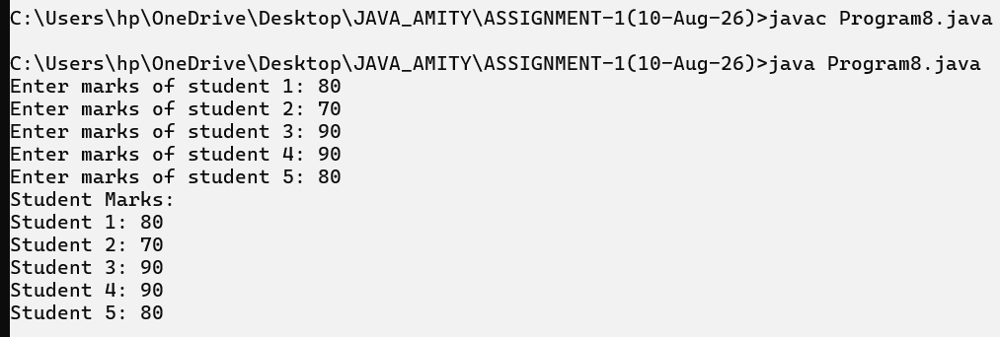 C:\Users\hp\OneDrive\Desktop\JAVA_AMITY\ASSIGNMENT-1(10-Aug-26)>javac Program8.java
C:\Users\hp\OneDrive\Desktop\JAVA_AMITY\ASSIGNMENT-1(10-Aug-26)>java Program8.java
Enter marks of student 1: 80
Enter marks of student 2: 70
Enter marks of student 3: 90
Enter marks of student 4: 90
Enter marks of student 5: 80
Student Marks:
Student 1: 80
Student 2: 70
Student 3: 90
Student 4: 90
Student 5: 80